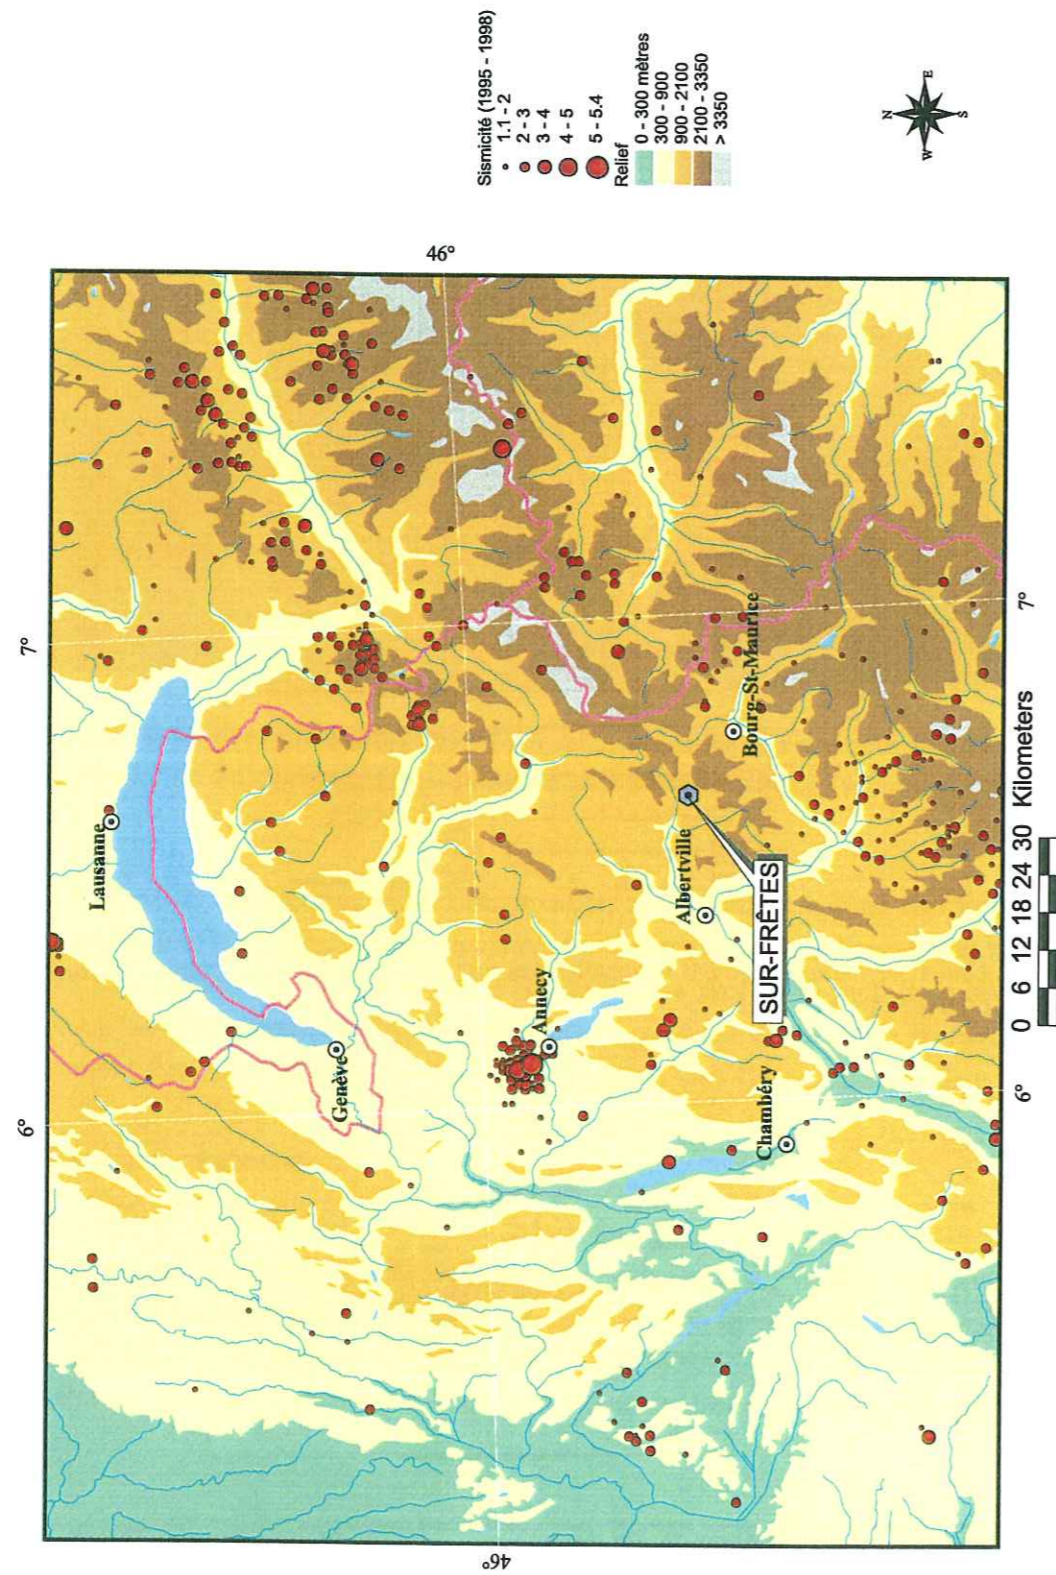 Sismicité (1995 - 1998)
1.1 - 2
2 - 3
3 - 4
4 - 5
5 - 5.4
Relief
0 - 300 mètres
300 - 900
900 - 2100
2100 - 3350
> 3350
N
E
S
W
46°
7°
6°
Lausanne
Genève
Annecy
Albertville
Bourg-St-Maurice
SUR-FRÊTES
Chambéry
46°
7°
6°
0 6 12 18 24 30 Kilometers